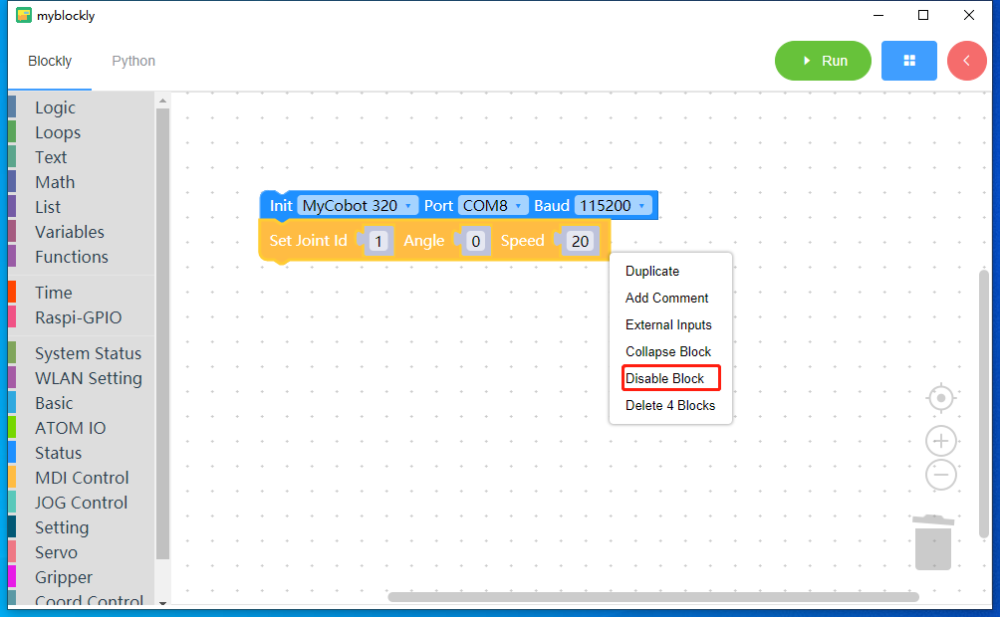 myblockly
Blockly Python Run
Logic
Loops
Text
Math
List
Variables
Functions
Time
Raspi-GPIO
System Status
WLAN Setting
Basic
ATOM IO
Status
MDI Control
JOG Control
Setting
Servo
Gripper
Coord Control
Init MyCobot 320 Port COM8 Baud 115200
Set Joint Id 1 Angle 0 Speed 20
Duplicate
Add Comment
External Inputs
Collapse Block
Disable Block
Delete 4 Blocks